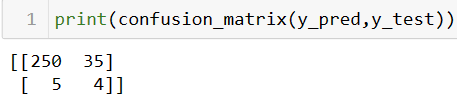 1 print(confusion_matrix(y_pred,y_test))
[[250 35]
[ 5 4]]